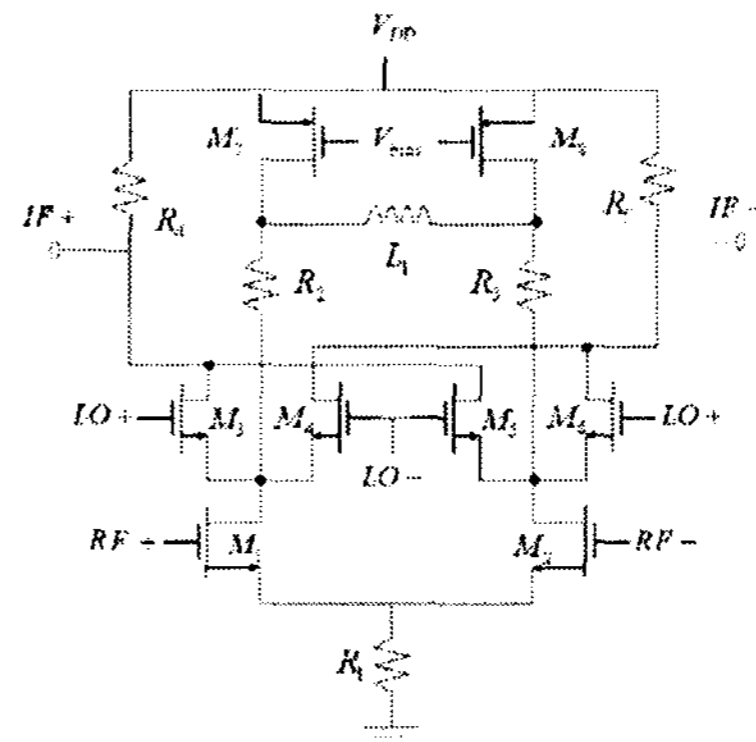 V_DD
M_7 V_bias M_8
IF + R_4 R_5 IF -
L_1
R_2 R_3
LO + M_3 M_4 M_5 M_6 LO +
LO -
RF + M_1 M_2 RF -
R_1